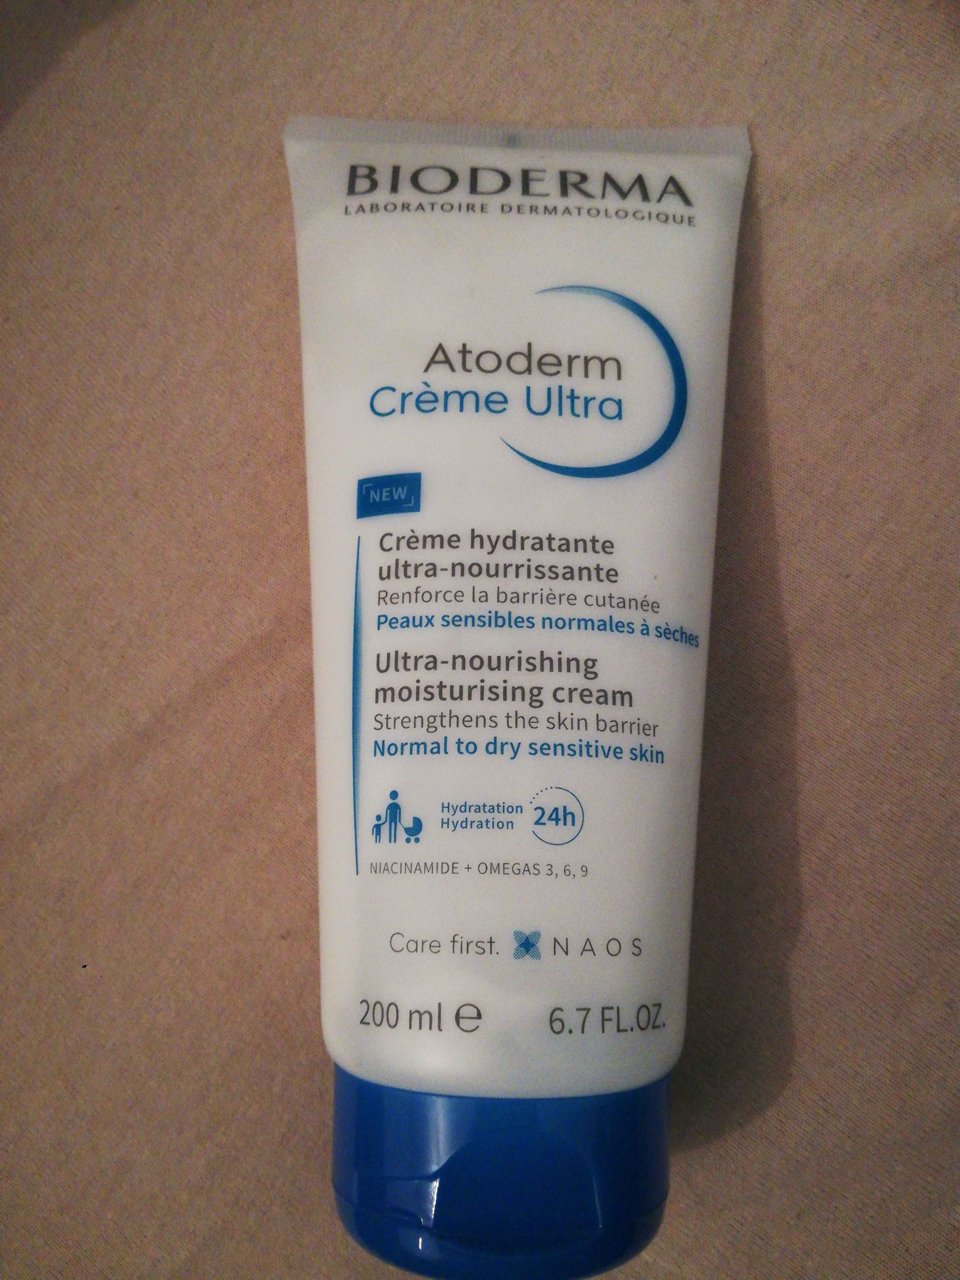 BIODERMA
LABORATOIRE DERMATOLOGIQUE
Atoderm
Crème Ultra
NEW
Crème hydratante
ultra-nourrissante
Renforce la barrière cutanée
Peaux sensibles normales à sèches
Ultra-nourishing
moisturising cream
Strengthens the skin barrier
Normal to dry sensitive skin
Hydratation
Hydration
24h
NIACINAMIDE + OMEGAS 3, 6, 9
Care first. NAOS
200 ml ℮ 6.7 FL.OZ.